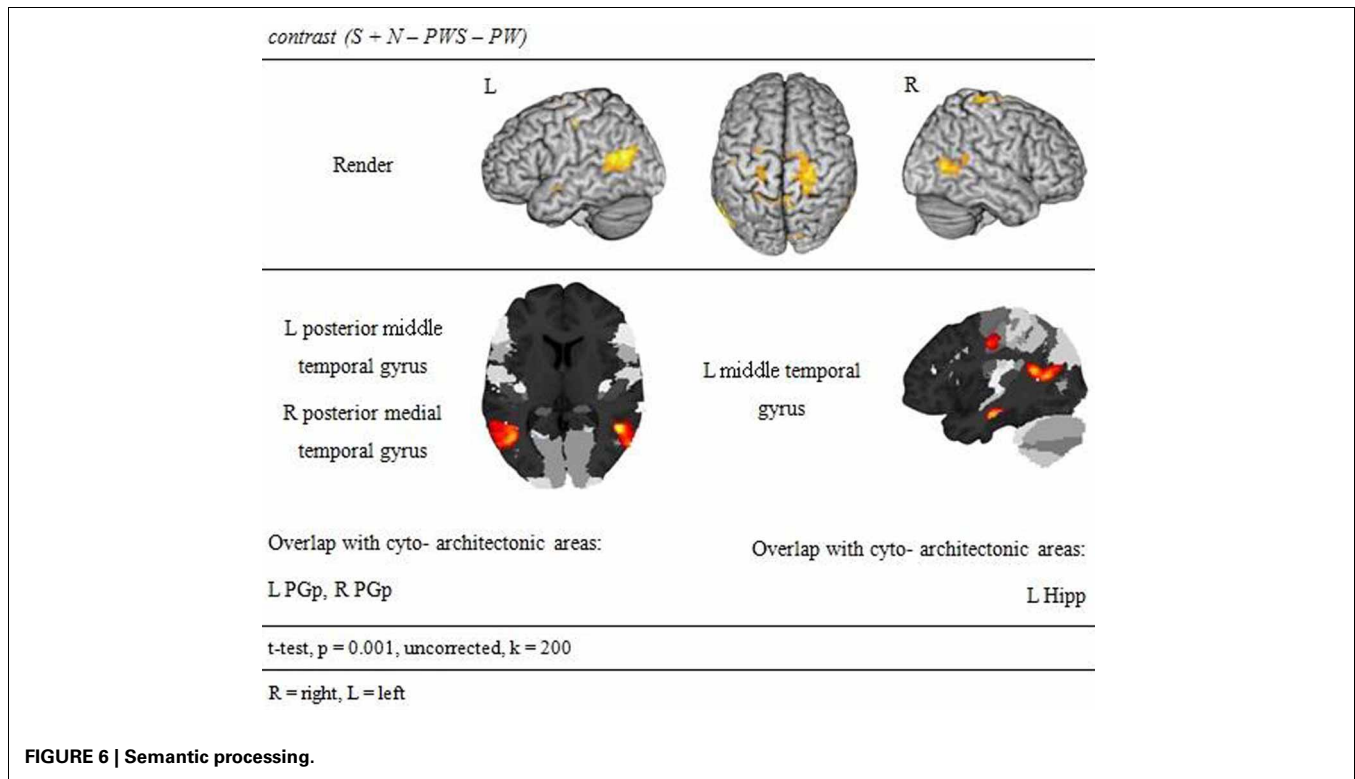 contrast (S + N – PWS – PW)
L
R
Render
L posterior middle
temporal gyrus
R posterior medial
temporal gyrus
L middle temporal
gyrus
Overlap with cyto- architectonic areas:
L PGp, R PGp
Overlap with cyto- architectonic areas:
L Hipp
t-test, p = 0.001, uncorrected, k = 200
R = right, L = left
FIGURE 6 | Semantic processing.